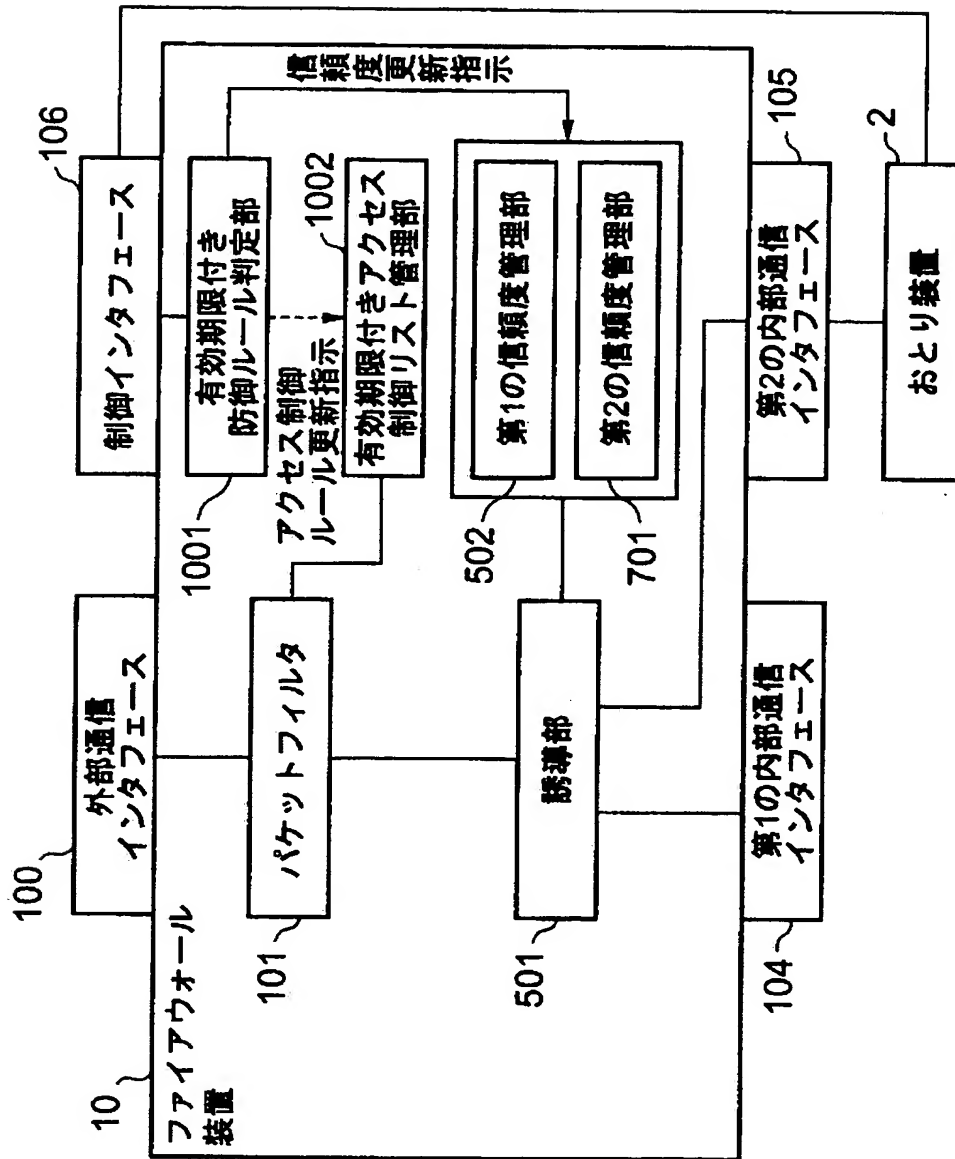 10
ファイアウォール
装置
100
外部通信
インタフェース
106
制御インタフェース
1001
有効期限付き
防御ルール判定部
信頼度更新指示
アクセス制御
ルール更新指示
1002
有効期限付きアクセス
制御リスト管理部
101
パケットフィルタ
502
第1の信頼度管理部
701
第2の信頼度管理部
501
誘導部
104
第1の内部通信
インタフェース
105
第2の内部通信
インタフェース
2
おとり装置